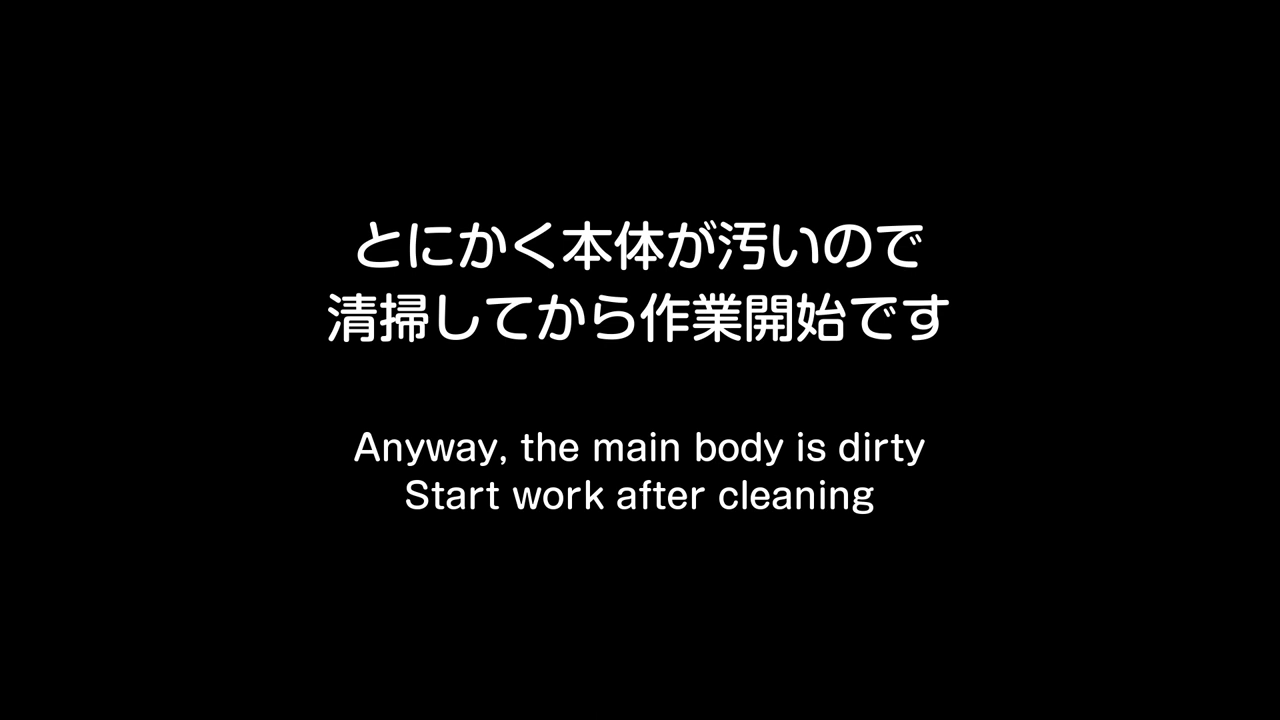 とにかく本体が汚いので
清掃してから作業開始です
Anyway, the main body is dirty
Start work after cleaning